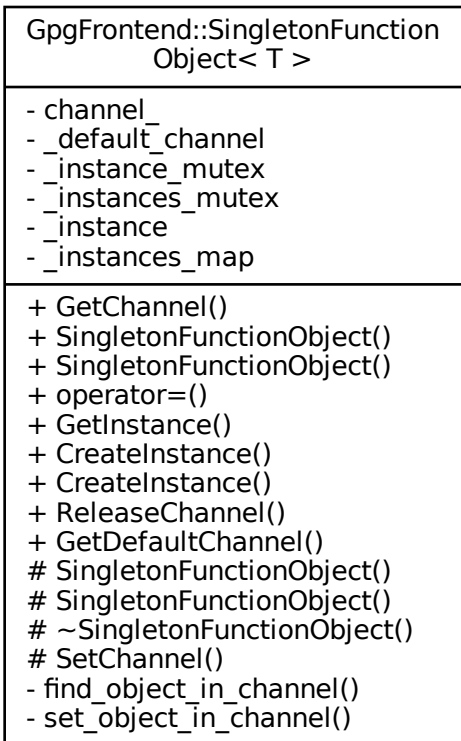 GpgFrontend::SingletonFunction
Object< T >
- channel_
- _default_channel
- _instance_mutex
- _instances_mutex
- _instance
- _instances_map
+ GetChannel()
+ SingletonFunctionObject()
+ SingletonFunctionObject()
+ operator=()
+ GetInstance()
+ CreateInstance()
+ CreateInstance()
+ ReleaseChannel()
+ GetDefaultChannel()
# SingletonFunctionObject()
# SingletonFunctionObject()
# ~SingletonFunctionObject()
# SetChannel()
- find_object_in_channel()
- set_object_in_channel()